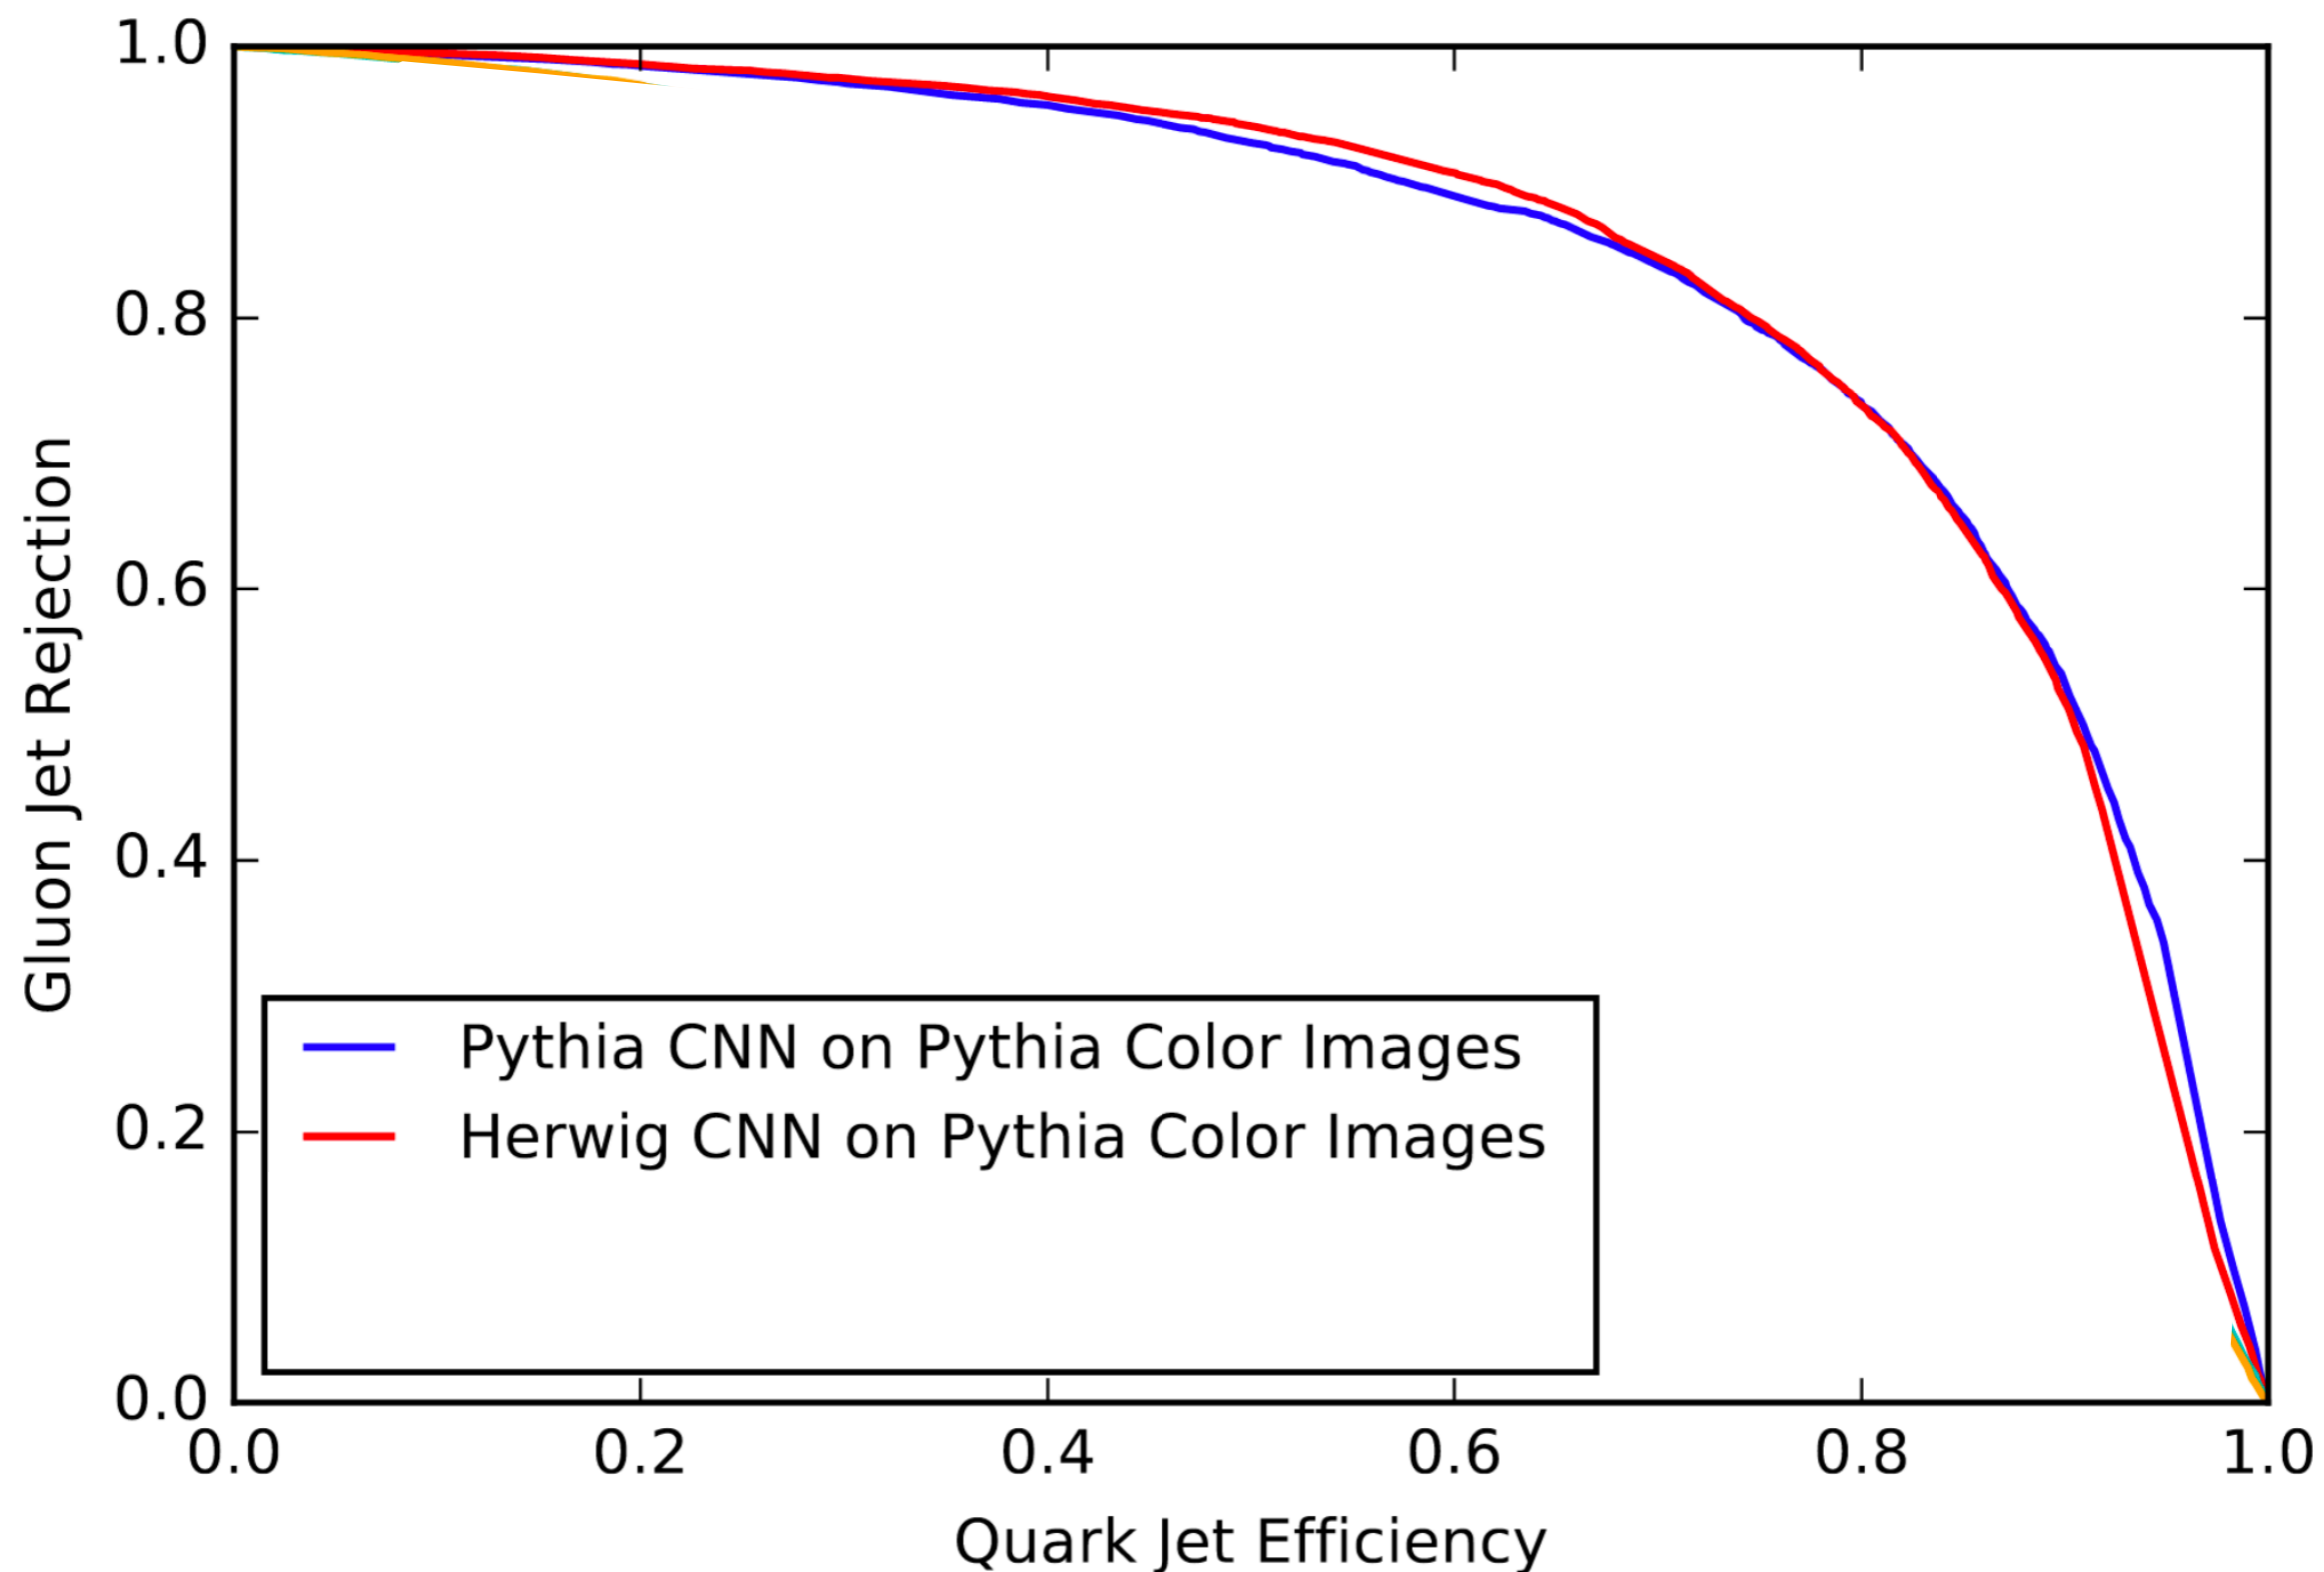 1.0
0.8
0.6
0.4
0.2
0.0
Gluon Jet Rejection
Pythia CNN on Pythia Color Images
Herwig CNN on Pythia Color Images
0.0 0.2 0.4 0.6 0.8 1.0
Quark Jet Efficiency